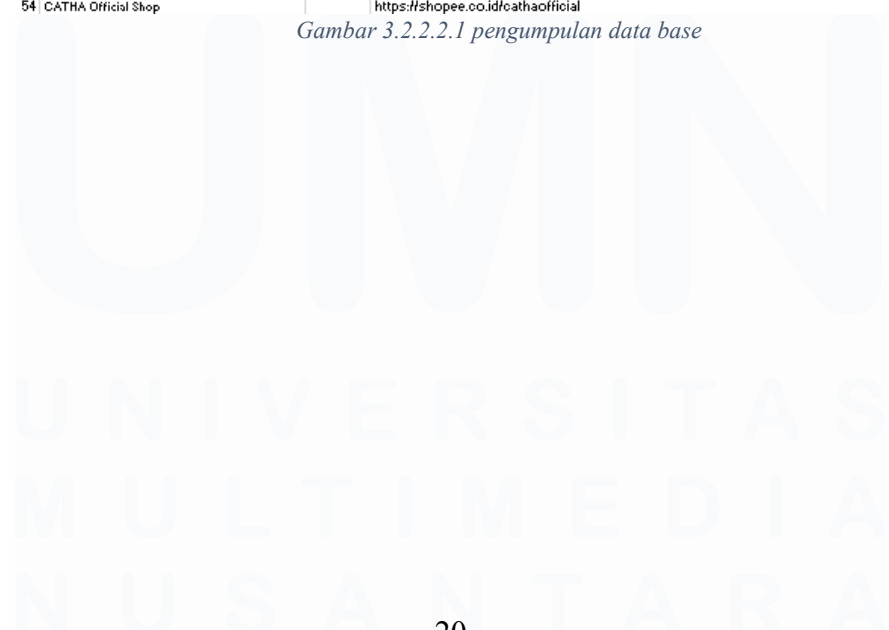 54 CATHA Official Shop https://shopee.co.id/cathaofficial
Gambar 3.2.2.2.1 pengumpulan data base
UMN
UNIVERSITAS
MULTIMEDIA
NUSANTARA
20